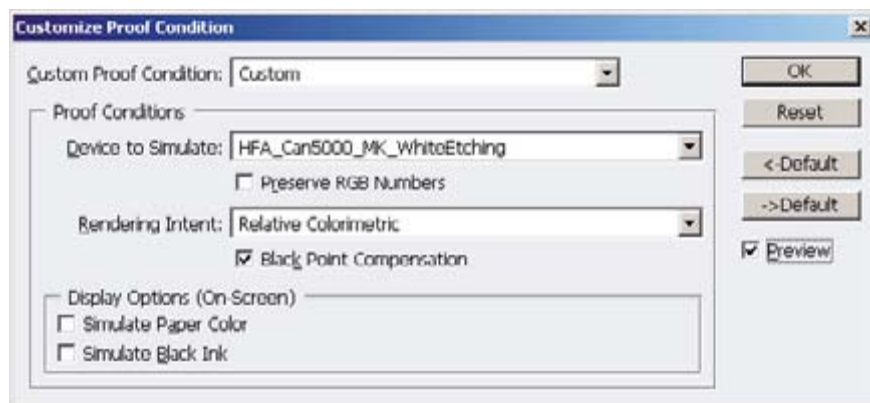 Customize Proof Condition
Custom Proof Condition: Custom
OK
Proof Conditions
Reset
Device to Simulate: HFA_Can5000_MK_WhiteEtching
<-Default
Preserve RGB Numbers
->Default
Rendering Intent: Relative Colorimetric
Preview
Black Point Compensation
Display Options (On-Screen)
Simulate Paper Color
Simulate Black Ink